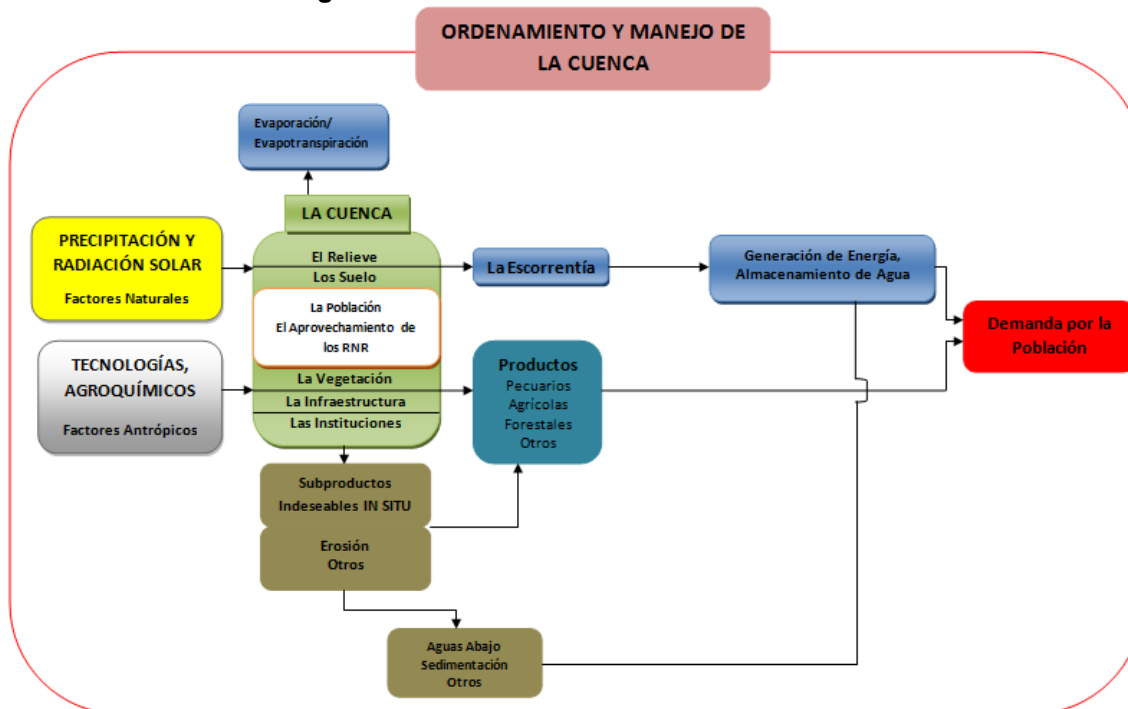 ORDENAMIENTO Y MANEJO DE
LA CUENCA
Evaporación/
Evapotranspiración
LA CUENCA
PRECIPITACIÓN Y
RADIACIÓN SOLAR
Factores Naturales
El Relieve
Los Suelo
La Población
El Aprovechamiento de
los RNR
La Vegetación
La Infraestructura
Las Instituciones
La Escorrentía
Generación de Energía,
Almacenamiento de Agua
Demanda por la
Población
TECNOLOGÍAS,
AGROQUÍMICOS
Factores Antrópicos
Productos
Pecuarios
Agrícolas
Forestales
Otros
Subproductos
Indeseables IN SITU
Erosión
Otros
Aguas Abajo
Sedimentación
Otros